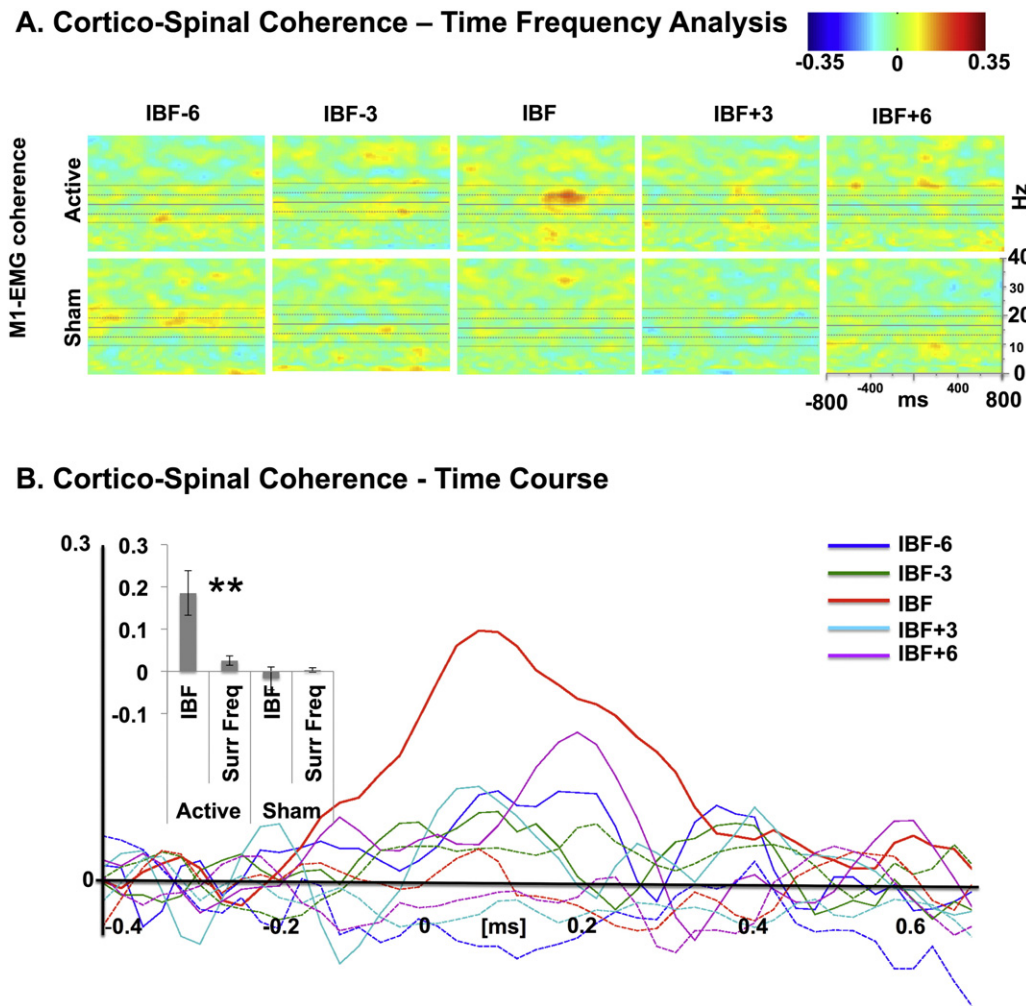 A. Cortico-Spinal Coherence – Time Frequency Analysis
-0.35 0 0.35
IBF-6 IBF-3 IBF IBF+3 IBF+6
M1-EMG coherence
Active
Sham
Hz
40
30
20
10
0
-800 -400 ms 400 800
B. Cortico-Spinal Coherence - Time Course
0.3
0
0.3
0.2
0.1
0
-0.1
**
IBF
Surr Freq
IBF
Surr Freq
Active Sham
IBF-6
IBF-3
IBF
IBF+3
IBF+6
-0.4 -0.2 0 [ms] 0.2 0.4 0.6